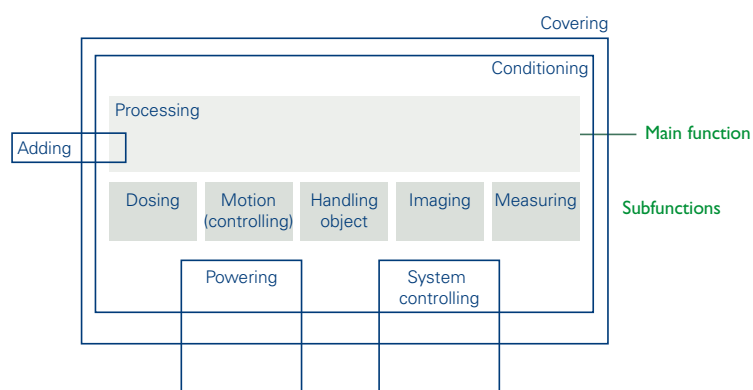 Covering
Conditioning
Processing
Main function
Adding
Dosing
Motion
(controlling)
Handling
object
Imaging
Measuring
Subfunctions
Powering
System
controlling